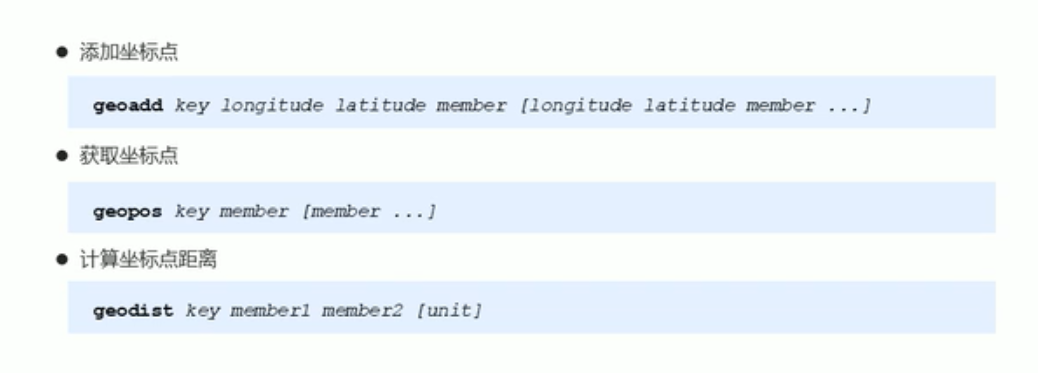 添加坐标点
geoadd key longitude latitude member [longitude latitude member ...]
获取坐标点
geopos key member [member ...]
计算坐标点距离
geodist key member1 member2 [unit]